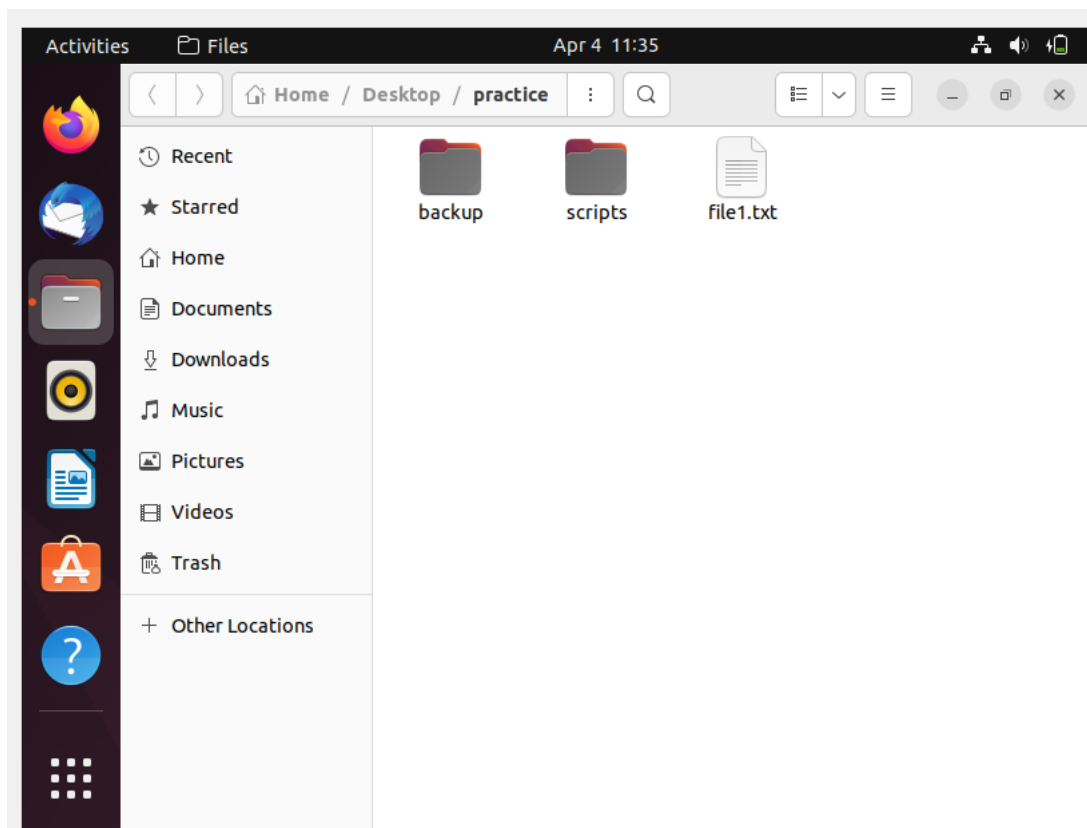 Activities Files Apr 4 11:35
Home / Desktop / practice
Recent
Starred
Home
Documents
Downloads
Music
Pictures
Videos
Trash
Other Locations
backup scripts file1.txt